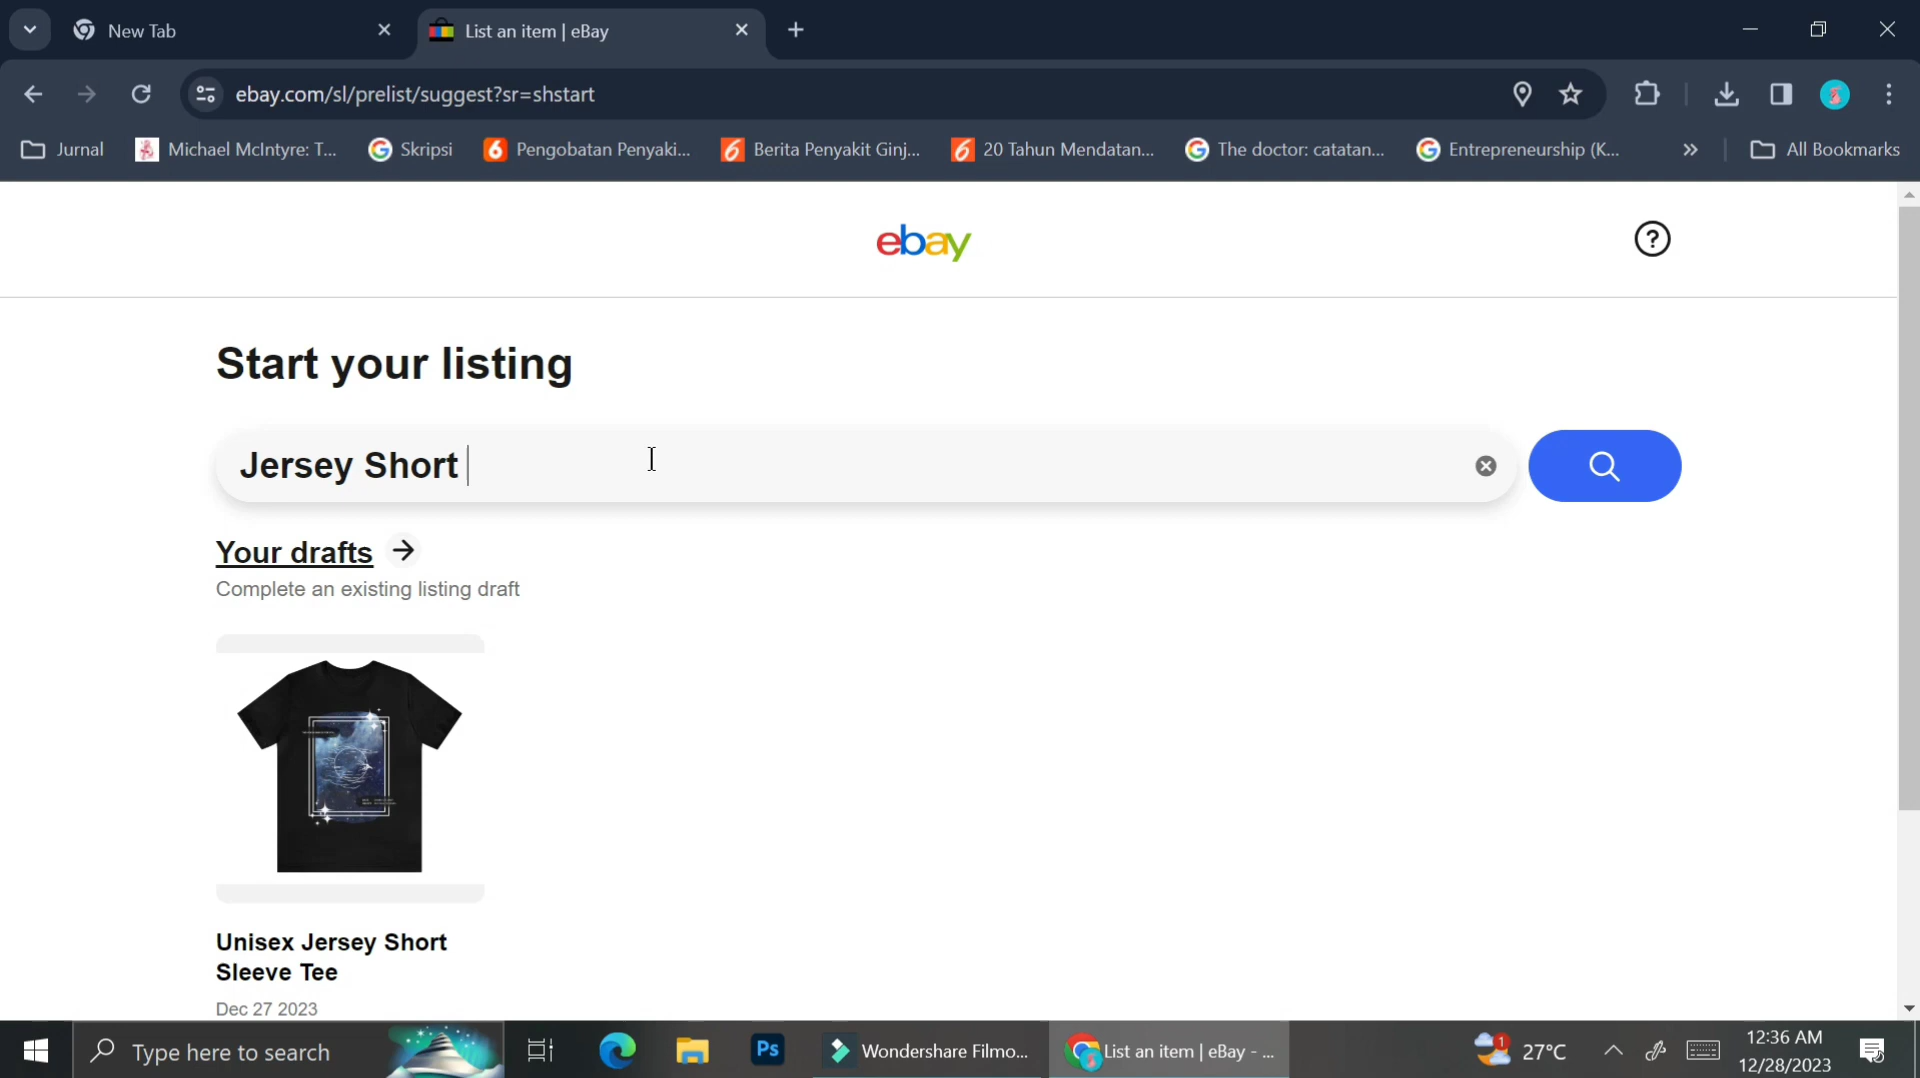 New Tab
List an item | eBay
ebay.com/sl/prelist/suggest?sr=shstart
Jurnal
Michael McIntyre: T...
Skripsi
Pengobatan Penyaki...
Berita Penyakit Ginj...
20 Tahun Mendatan...
The doctor: catatan...
Entrepreneurship (K...
»
All Bookmarks
ebay
Start your listing
Jersey Short
Your drafts
Complete an existing listing draft
Unisex Jersey Short
Sleeve Tee
Dec 27 2023
Type here to search
Ps
Wondershare Filmo...
List an item | eBay - ...
1
27°C
12:36 AM
12/28/2023